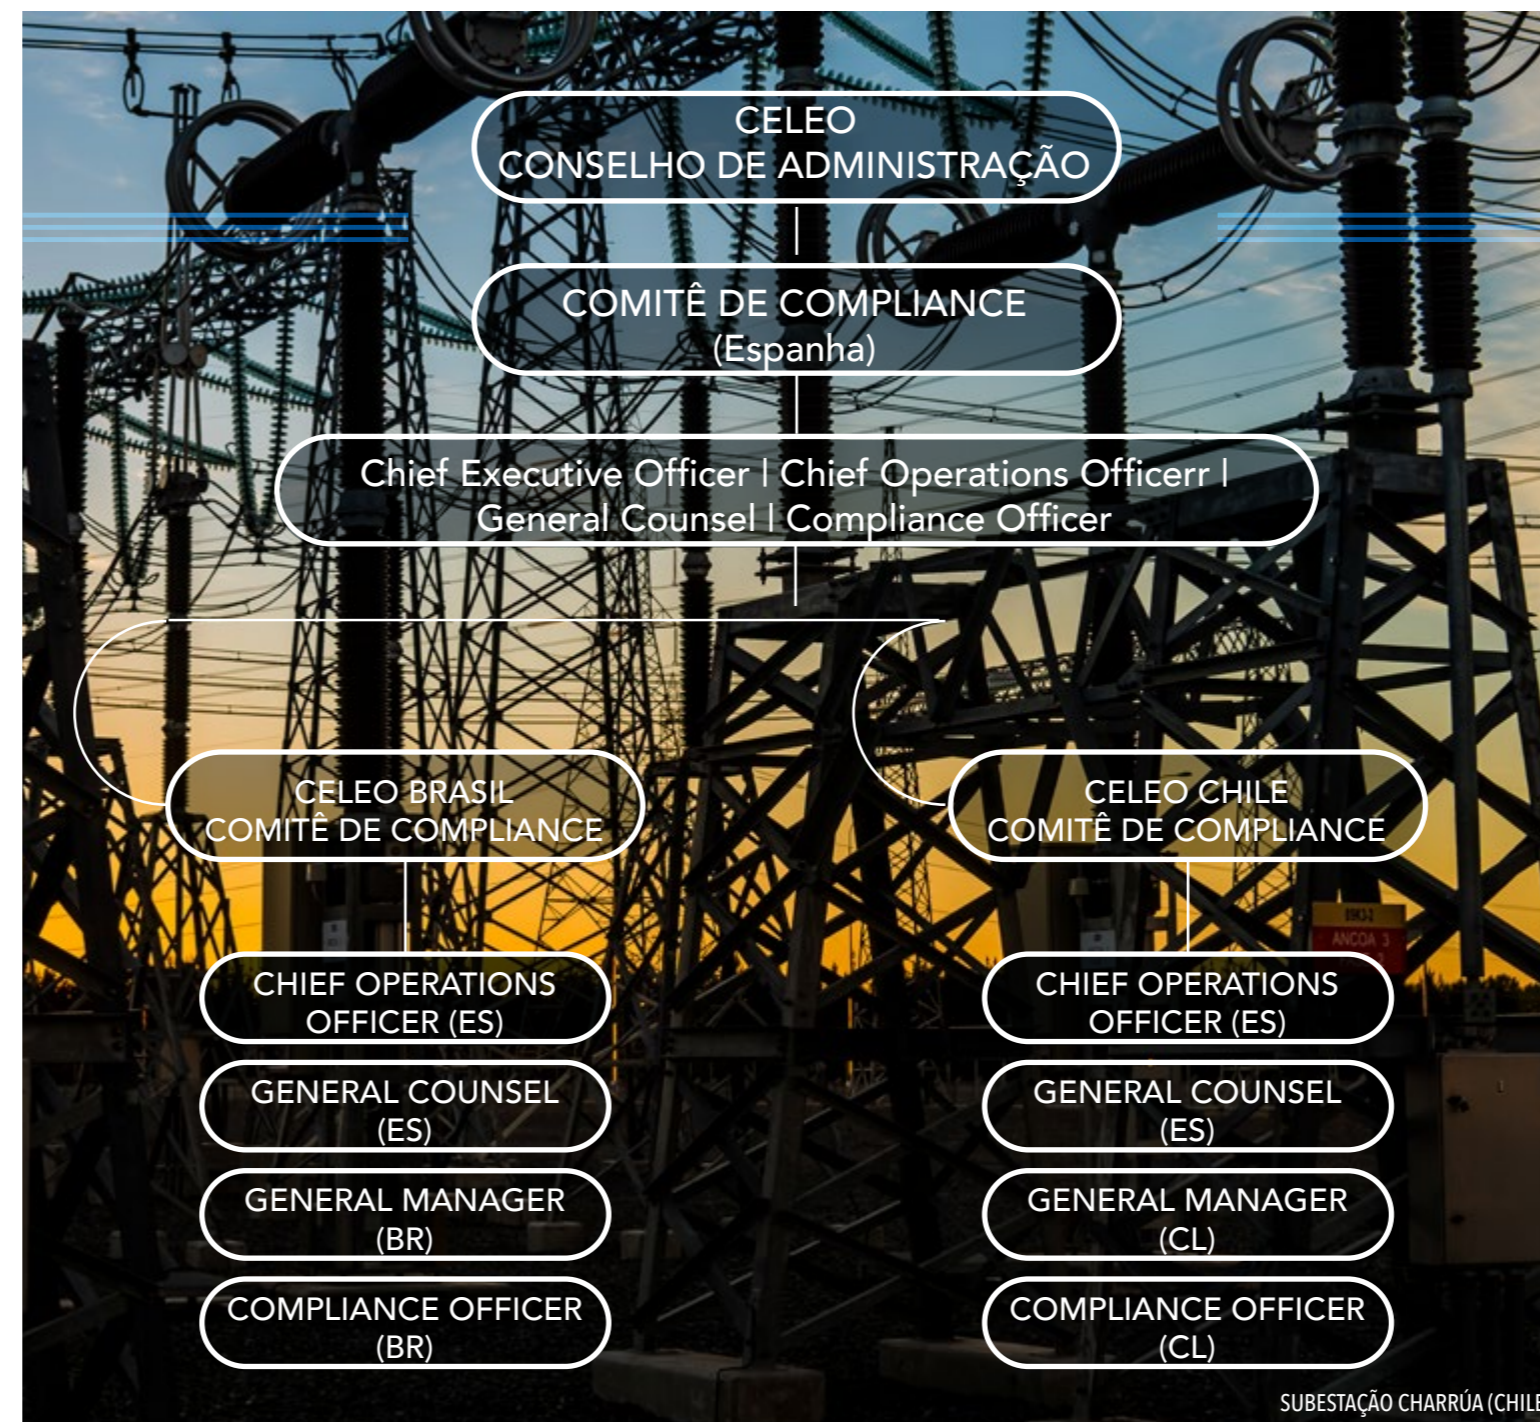 CELEO
CONSELHO DE ADMINISTRAÇÃO
COMITÊ DE COMPLIANCE
(Espanha)
Chief Executive Officer | Chief Operations Officerr |
General Counsel | Compliance Officer
CELEO BRASIL
COMITÊ DE COMPLIANCE
CELEO CHILE
COMITÊ DE COMPLIANCE
CHIEF OPERATIONS
OFFICER (ES)
GENERAL COUNSEL
(ES)
GENERAL MANAGER
(BR)
COMPLIANCE OFFICER
(BR)
CHIEF OPERATIONS
OFFICER (ES)
GENERAL COUNSEL
(ES)
GENERAL MANAGER
(CL)
COMPLIANCE OFFICER
(CL)
ANCOA 3
SUBESTAÇÃO CHARRÚA (CHILE